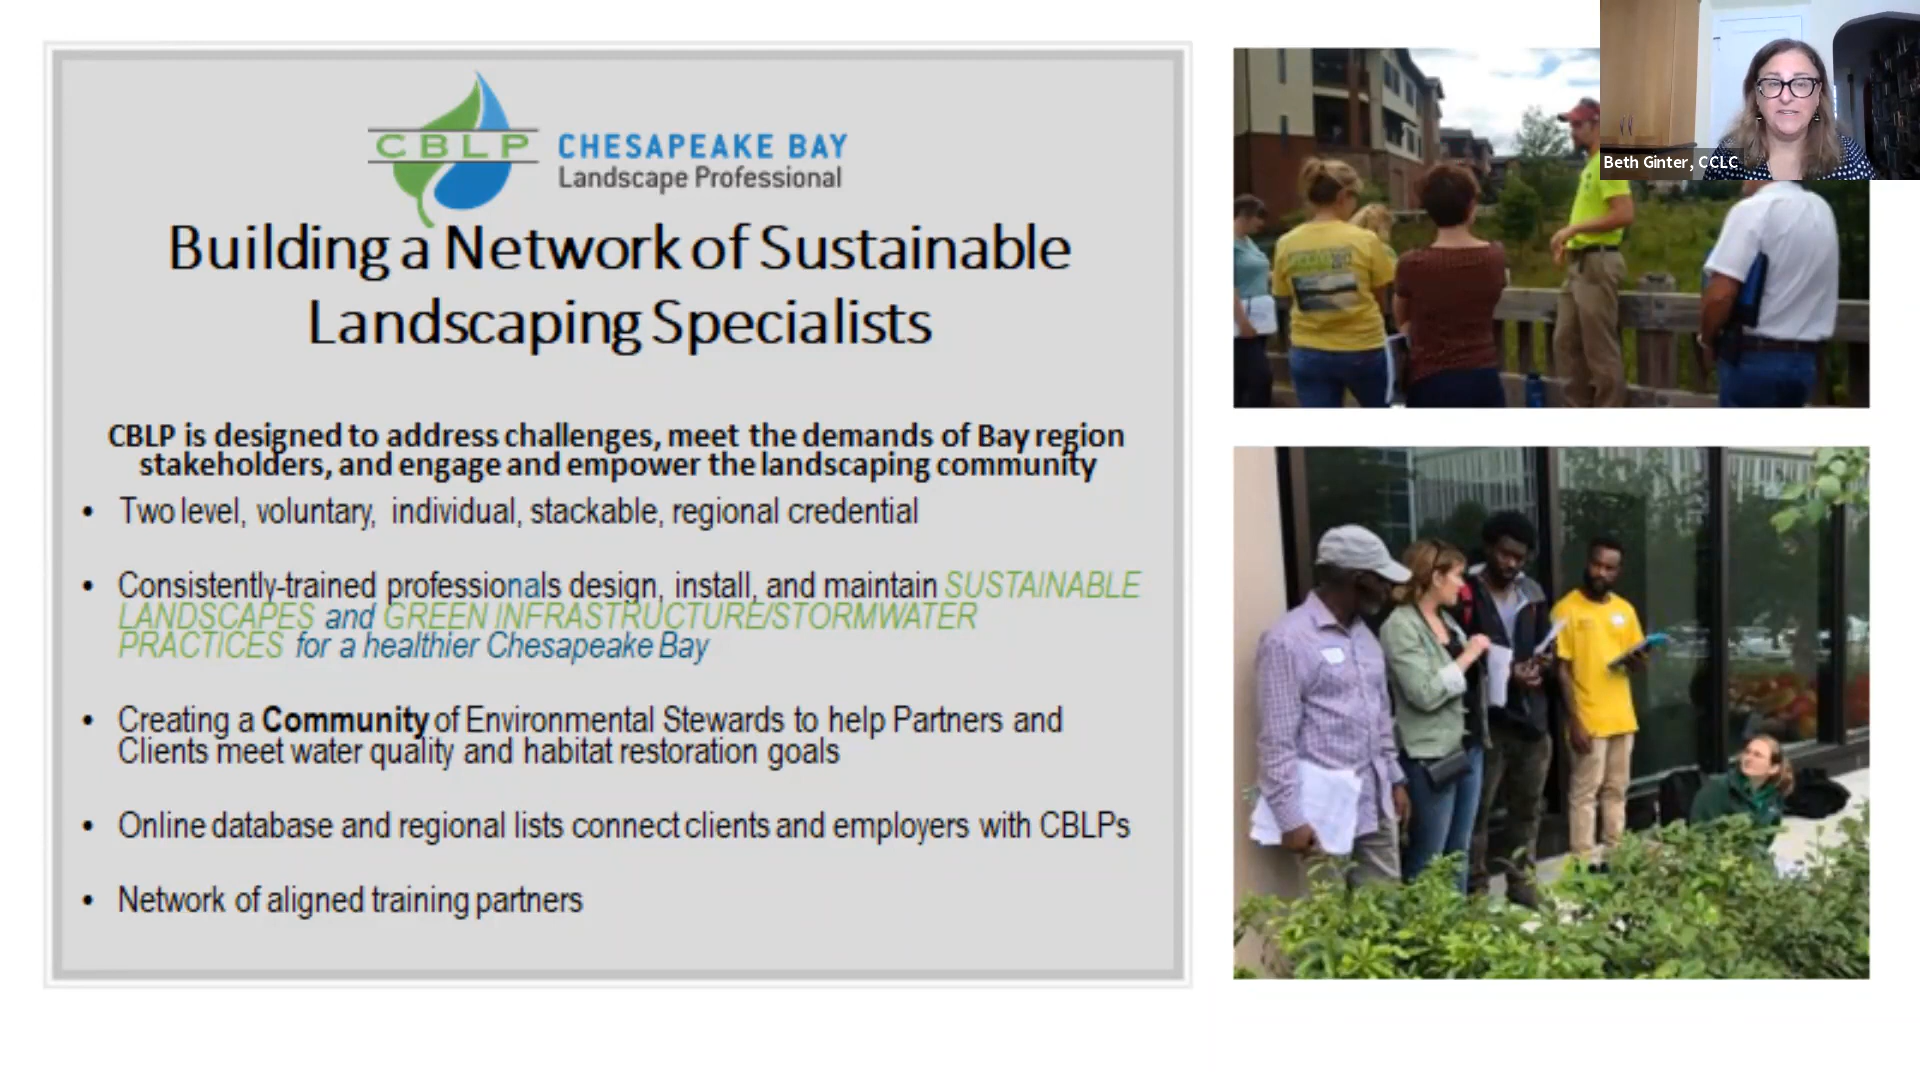 CBLP
CHESAPEAKE BAY
Landscape Professional
Building a Network of Sustainable
Landscaping Specialists
CBLP is designed to address challenges, meet the demands of Bay region
stakeholders, and engage and empower the landscaping community
• Two level, voluntary, individual, stackable, regional credential
• Consistently-trained professionals design, install, and maintain SUSTAINABLE
LANDSCAPES and GREEN INFRASTRUCTURE/STORMWATER
PRACTICES for a healthier Chesapeake Bay
• Creating a Community of Environmental Stewards to help Partners and
Clients meet water quality and habitat restoration goals
• Online database and regional lists connect clients and employers with CBLPs
• Network of aligned training partners
Beth Ginter, CCLC